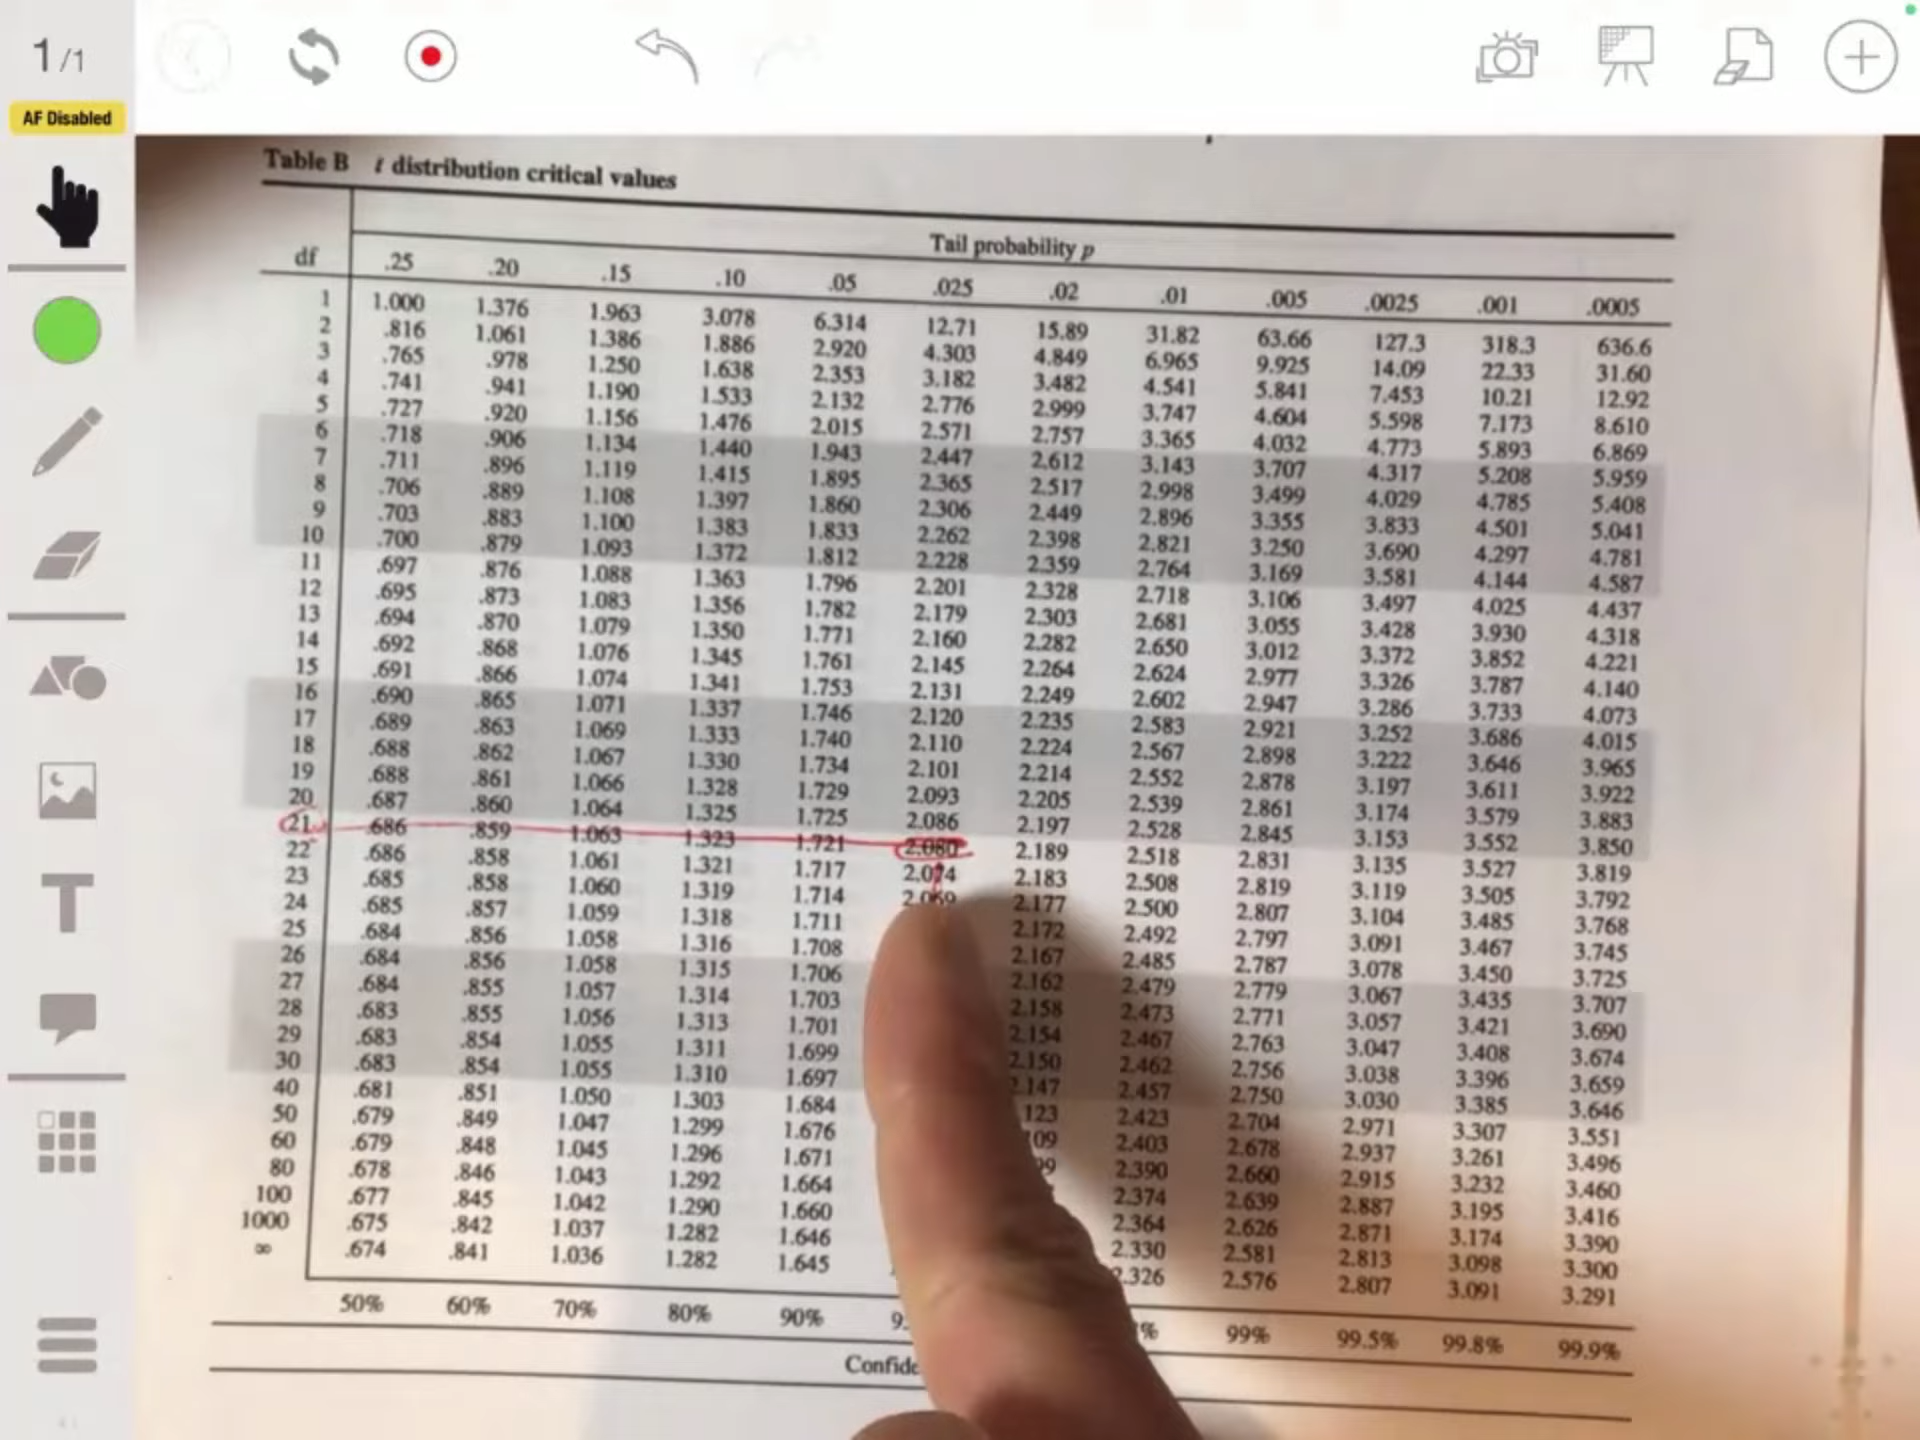 1/1
AF Disabled
T
Table B t distribution critical values
Tail probability p
df .25 .20 .15 .10 .05 .025 .02 .01 .005 .0025 .001 .0005
1 1.000 1.376 1.963 3.078 6.314 12.71 15.89 31.82 63.66 127.3 318.3 636.6
2 .816 1.061 1.386 1.886 2.920 4.303 4.849 6.965 9.925 14.09 22.33 31.60
3 .765 .978 1.250 1.638 2.353 3.182 3.482 4.541 5.841 7.453 10.21 12.92
4 .741 .941 1.190 1.533 2.132 2.776 2.999 3.747 4.604 5.598 7.173 8.610
5 .727 .920 1.156 1.476 2.015 2.571 2.757 3.365 4.032 4.773 5.893 6.869
6 .718 .906 1.134 1.440 1.943 2.447 2.612 3.143 3.707 4.317 5.208 5.959
7 .711 .896 1.119 1.415 1.895 2.365 2.517 2.998 3.499 4.029 4.785 5.408
8 .706 .889 1.108 1.397 1.860 2.306 2.449 2.896 3.355 3.833 4.501 5.041
9 .703 .883 1.100 1.383 1.833 2.262 2.398 2.821 3.250 3.690 4.297 4.781
10 .700 .879 1.093 1.372 1.812 2.228 2.359 2.764 3.169 3.581 4.144 4.587
11 .697 .876 1.088 1.363 1.796 2.201 2.328 2.718 3.106 3.497 4.025 4.437
12 .695 .873 1.083 1.356 1.782 2.179 2.303 2.681 3.055 3.428 3.930 4.318
13 .694 .870 1.079 1.350 1.771 2.160 2.282 2.650 3.012 3.372 3.852 4.221
14 .692 .868 1.076 1.345 1.761 2.145 2.264 2.624 2.977 3.326 3.787 4.140
15 .691 .866 1.074 1.341 1.753 2.131 2.249 2.602 2.947 3.286 3.733 4.073
16 .690 .865 1.071 1.337 1.746 2.120 2.235 2.583 2.921 3.252 3.686 4.015
17 .689 .863 1.069 1.333 1.740 2.110 2.224 2.567 2.898 3.222 3.646 3.965
18 .688 .862 1.067 1.330 1.734 2.101 2.214 2.552 2.878 3.197 3.611 3.922
19 .688 .861 1.066 1.328 1.729 2.093 2.205 2.539 2.861 3.174 3.579 3.883
20 .687 .860 1.064 1.325 1.725 2.086 2.197 2.528 2.845 3.153 3.552 3.850
21 .686 .859 1.063 1.323 1.721 2.080 2.189 2.518 2.831 3.135 3.527 3.819
22 .686 .858 1.061 1.321 1.717 2.074 2.183 2.508 2.819 3.119 3.505 3.792
23 .685 .858 1.060 1.319 1.714 2.069 2.177 2.500 2.807 3.104 3.485 3.768
24 .685 .857 1.059 1.318 1.711 2.172 2.492 2.797 3.091 3.467 3.745
25 .684 .856 1.058 1.316 1.708 2.167 2.485 2.787 3.078 3.450 3.725
26 .684 .856 1.058 1.315 1.706 2.162 2.479 2.779 3.067 3.435 3.707
27 .684 .855 1.057 1.314 1.703 2.158 2.473 2.771 3.057 3.421 3.690
28 .683 .855 1.056 1.313 1.701 2.154 2.467 2.763 3.047 3.408 3.674
29 .683 .854 1.055 1.311 1.699 2.150 2.462 2.756 3.038 3.396 3.659
30 .683 .854 1.055 1.310 1.697 2.147 2.457 2.750 3.030 3.385 3.646
40 .681 .851 1.050 1.303 1.684 123 2.423 2.704 2.971 3.307 3.551
50 .679 .849 1.047 1.299 1.676 109 2.403 2.678 2.937 3.261 3.496
60 .679 .848 1.045 1.296 1.671 99 2.390 2.660 2.915 3.232 3.460
80 .678 .846 1.043 1.292 1.664 2.374 2.639 2.887 3.195 3.416
100 .677 .845 1.042 1.290 1.660 2.364 2.626 2.871 3.174 3.390
1000 .675 .842 1.037 1.282 1.646 2.330 2.581 2.813 3.098 3.300
∞ .674 .841 1.036 1.282 1.645 2.326 2.576 2.807 3.091 3.291
50% 60% 70% 80% 90% 9 % 99% 99.5% 99.8% 99.9%
Confide